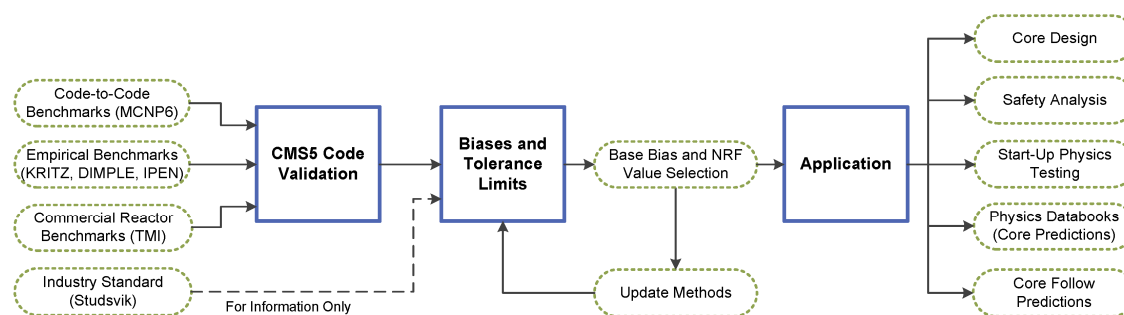 Code-to-Code
Benchmarks (MCNP6)
Empirical Benchmarks
(KRITZ, DIMPLE, IPEN)
Commercial Reactor
Benchmarks (TMI)
Industry Standard
(Studsvik)
For Information Only
CMS5 Code
Validation
Biases and
Tolerance
Limits
Base Bias and NRF
Value Selection
Update Methods
Application
Core Design
Safety Analysis
Start-Up Physics
Testing
Physics Databooks
(Core Predictions)
Core Follow
Predictions